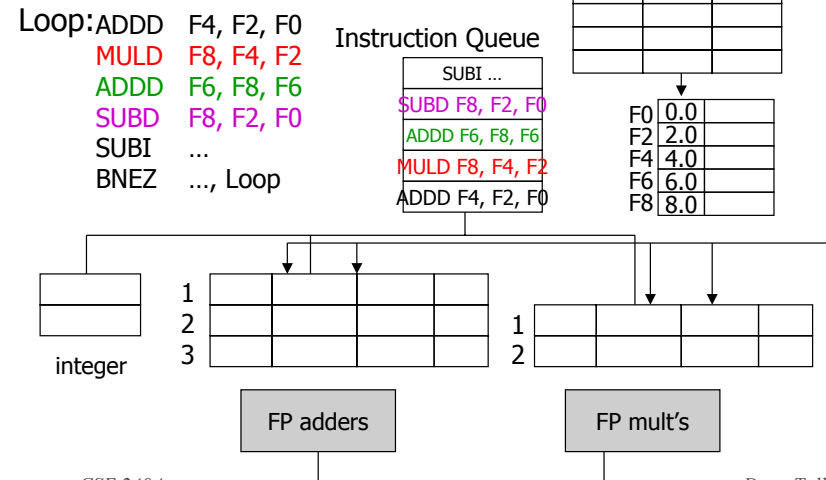 Loop: ADDD F4, F2, F0
MULD F8, F4, F2
ADDD F6, F8, F6
SUBD F8, F2, F0
SUBI ...
BNEZ ..., Loop
Instruction Queue
SUBI ...
SUBD F8, F2, F0
ADDD F6, F8, F6
MULD F8, F4, F2
ADDD F4, F2, F0
F0 0.0
F2 2.0
F4 4.0
F6 6.0
F8 8.0
integer
1
2
3
1
2
FP adders
FP mult's